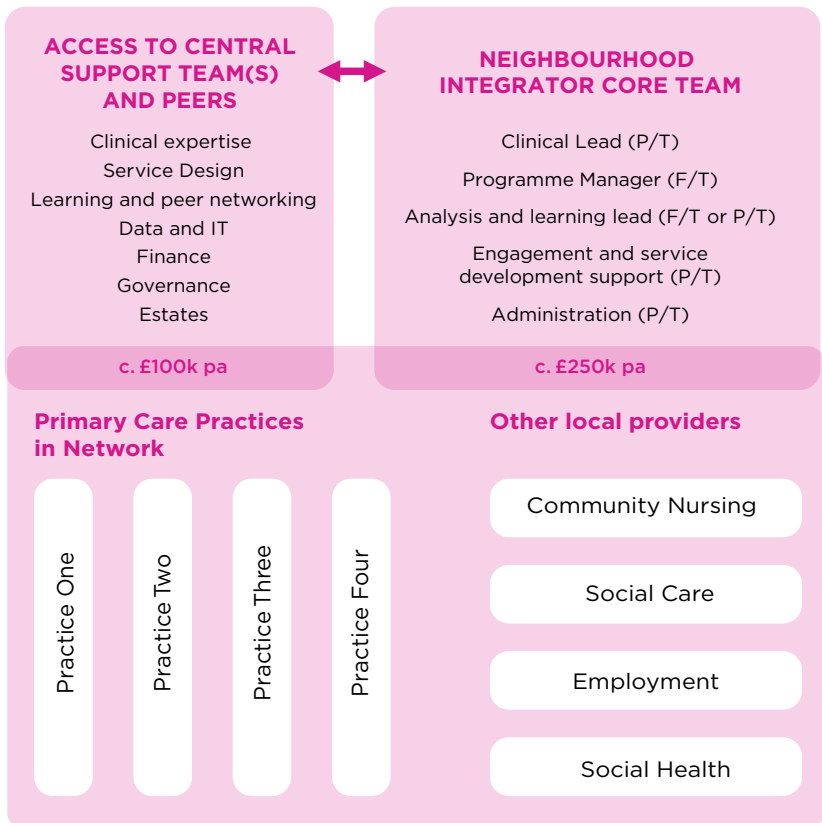 ACCESS TO CENTRAL
SUPPORT TEAM(S)
AND PEERS
Clinical expertise
Service Design
Learning and peer networking
Data and IT
Finance
Governance
Estates
c. £100k pa
NEIGHBOURHOOD
INTEGRATOR CORE TEAM
Clinical Lead (P/T)
Programme Manager (F/T)
Analysis and learning lead (F/T or P/T)
Engagement and service
development support (P/T)
Administration (P/T)
c. £250k pa
Primary Care Practices
in Network
Practice One
Practice Two
Practice Three
Practice Four
Other local providers
Community Nursing
Social Care
Employment
Social Health